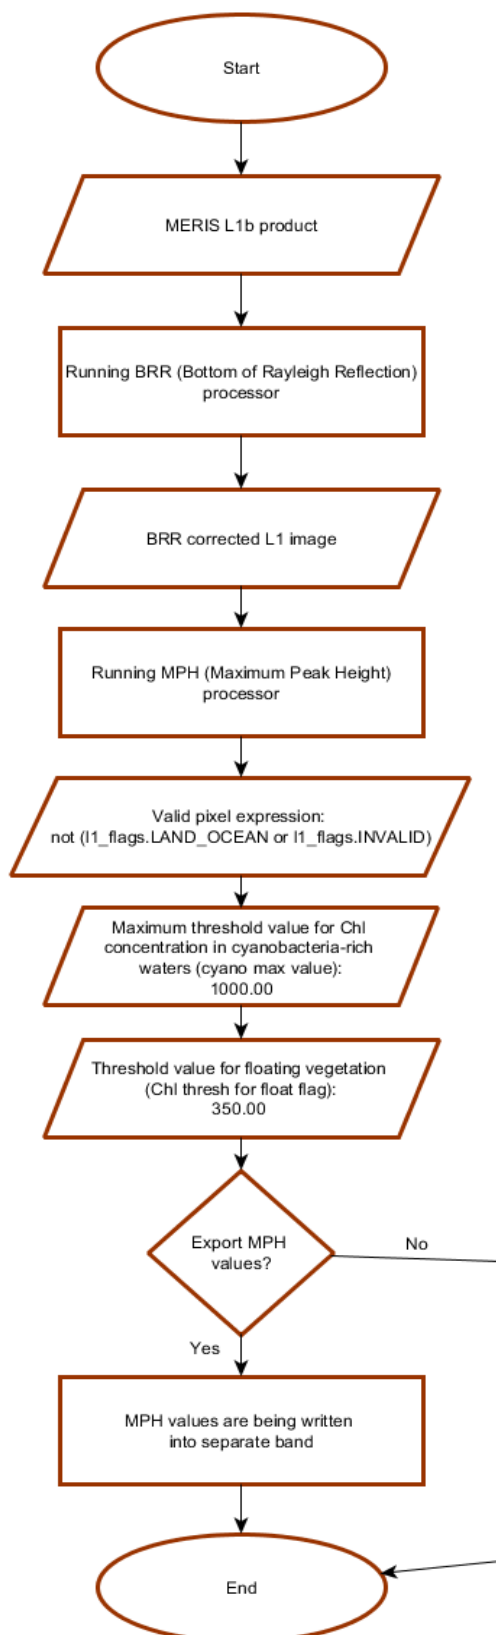 Start
MERIS L1b product
Running BRR (Bottom of Rayleigh Reflection)
processor
BRR corrected L1 image
Running MPH (Maximum Peak Height)
processor
Valid pixel expression:
not (l1_flags.LAND_OCEAN or l1_flags.INVALID)
Maximum threshold value for Chl
concentration in cyanobacteria-rich
waters (cyano max value):
1000.00
Threshold value for floating vegetation
(Chl thresh for float flag):
350.00
Export MPH
values?
No
Yes
MPH values are being written
into separate band
End